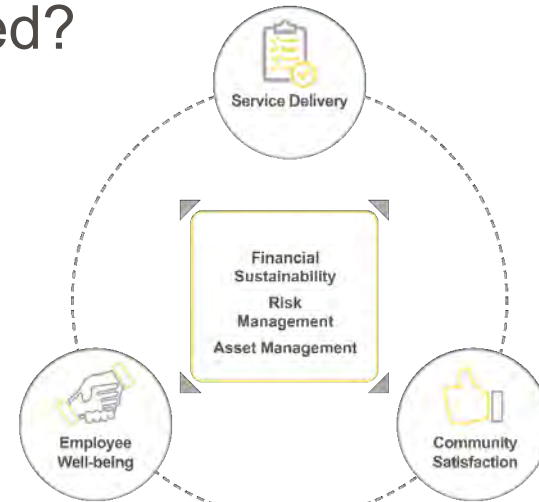 ed?
Service Delivery
Financial
Sustainability
Risk
Management
Asset Management
Employee
Well-being
Community
Satisfaction